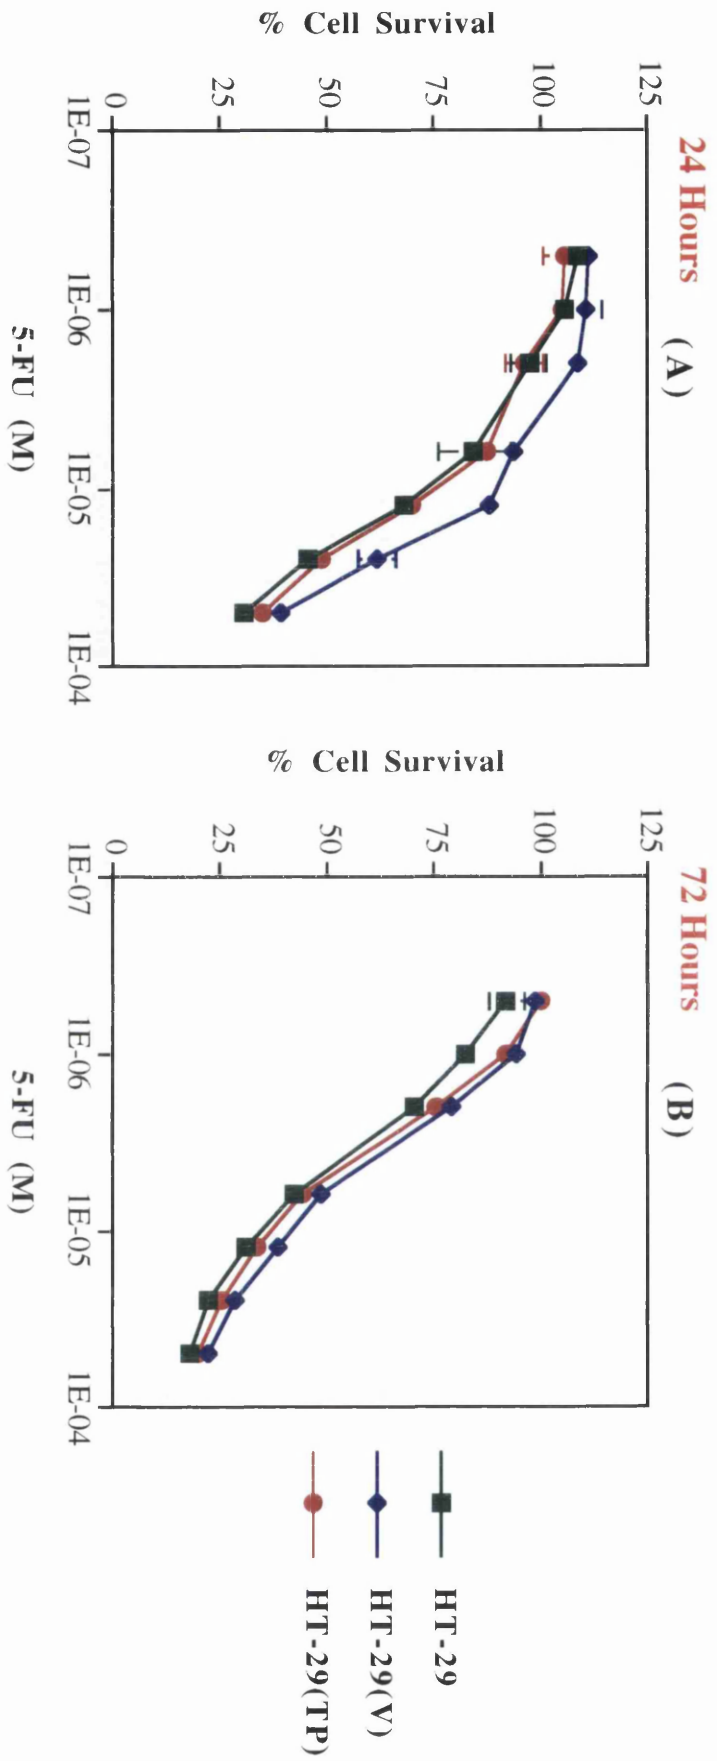 24 Hours
(A)
% Cell Survival
125
100
75
50
25
0
1E-07
1E-06
1E-05
1E-04
5-FU (M)
72 Hours
(B)
% Cell Survival
125
100
75
50
25
0
1E-07
1E-06
1E-05
1E-04
5-FU (M)
HT-29
HT-29(V)
HT-29(TP)